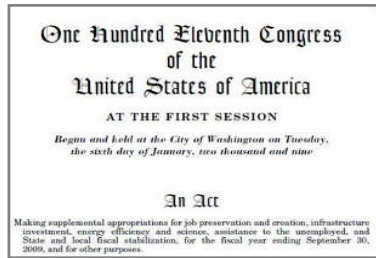 One Hundred Eleventh Congress
of the
United States of America
AT THE FIRST SESSION
Begun and held at the City of Washington on Tuesday,
the sixth day of January, two thousand and nine
An Act
Making supplemental appropriations for job preservation and creation, infrastructure
investment, energy efficiency and science, assistance to the unemployed, and
State and local fiscal stabilization, for the fiscal year ending September 30,
2009, and for other purposes.